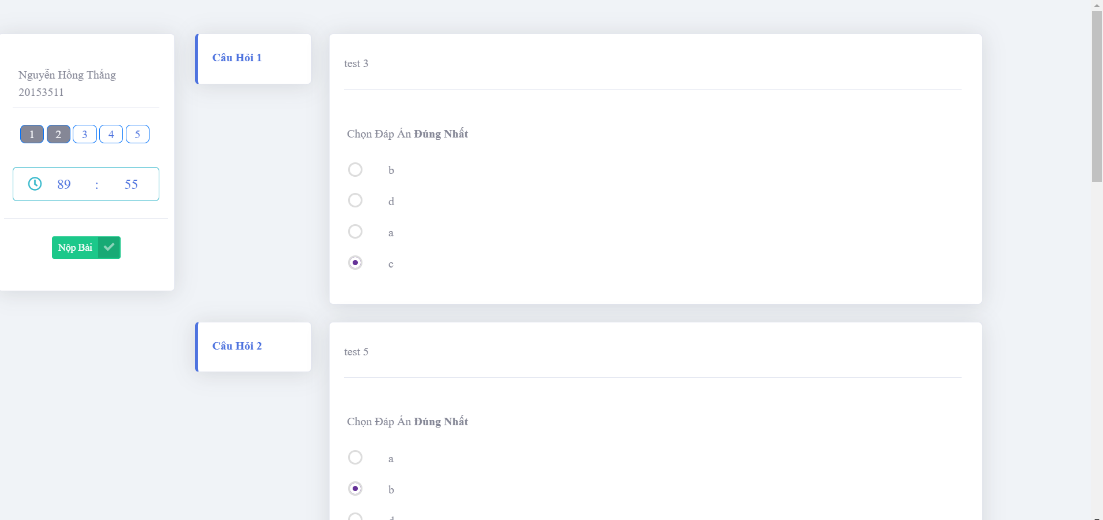 Nguyễn Hồng Thắng
20153511
1 2 3 4 5
89 : 55
Nộp Bài
Câu Hỏi 1
test 3
Chọn Đáp Án Đúng Nhất
b
d
a
c
Câu Hỏi 2
test 5
Chọn Đáp Án Đúng Nhất
a
b